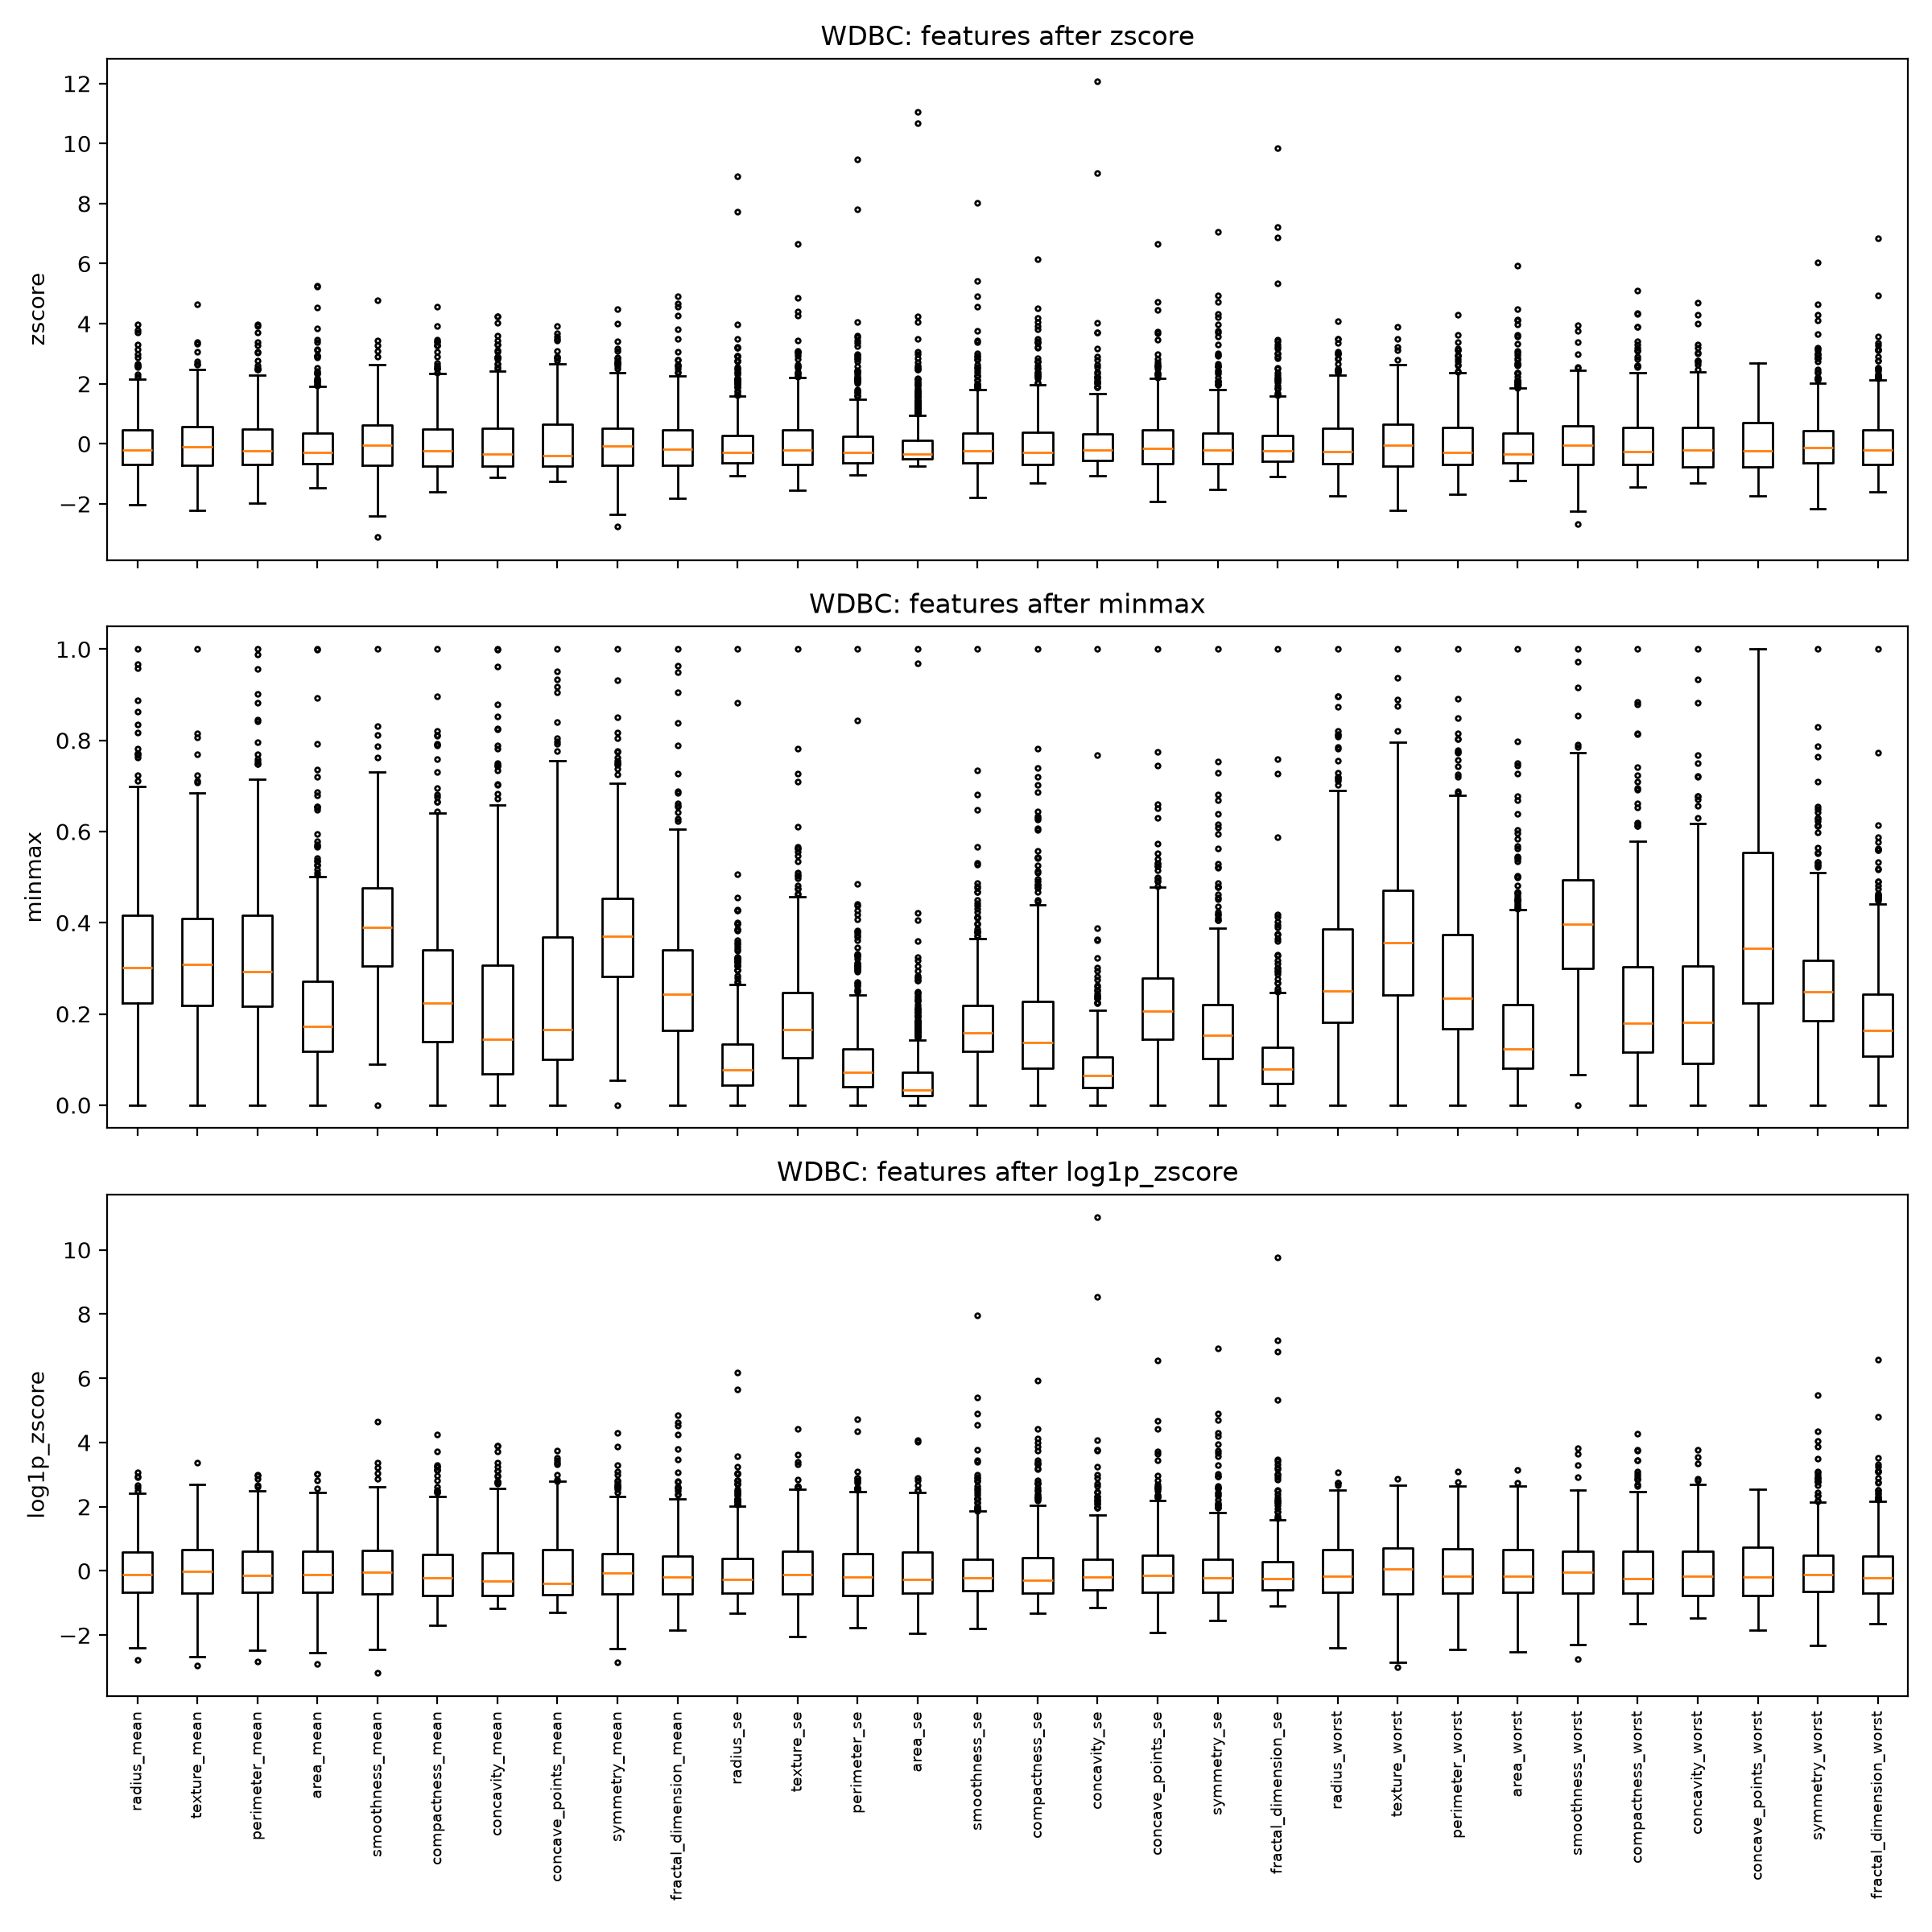 WDBC: features after zscore
zscore
12
10
8
6
4
2
0
−2
WDBC: features after minmax
minmax
1.0
0.8
0.6
0.4
0.2
0.0
WDBC: features after log1p_zscore
log1p_zscore
10
8
6
4
2
0
−2
radius_mean
texture_mean
perimeter_mean
area_mean
smoothness_mean
compactness_mean
concavity_mean
concave_points_mean
symmetry_mean
fractal_dimension_mean
radius_se
texture_se
perimeter_se
area_se
smoothness_se
compactness_se
concavity_se
concave_points_se
symmetry_se
fractal_dimension_se
radius_worst
texture_worst
perimeter_worst
area_worst
smoothness_worst
compactness_worst
concavity_worst
concave_points_worst
symmetry_worst
fractal_dimension_worst